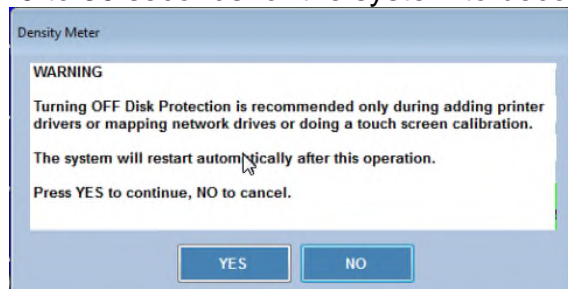 Density Meter
WARNING
Turning OFF Disk Protection is recommended only during adding printer
drivers or mapping network drives or doing a touch screen calibration.
The system will restart automatically after this operation.
Press YES to continue, NO to cancel.
YES
NO